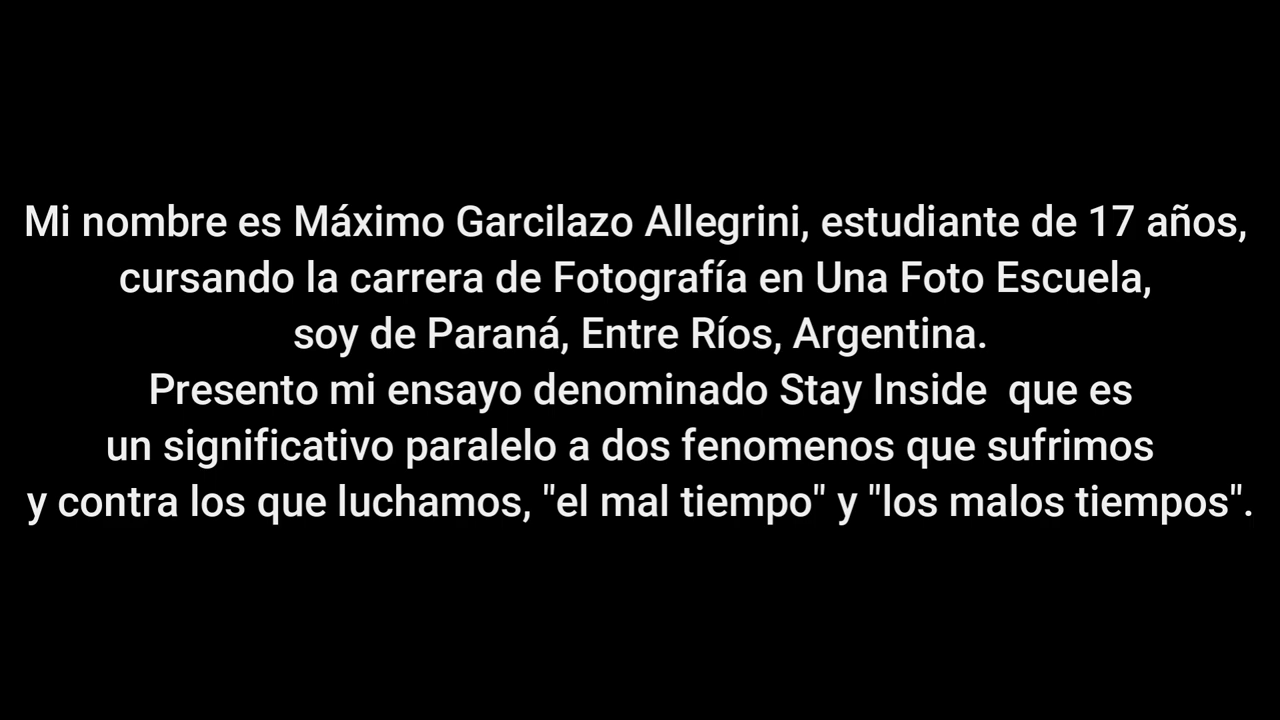 Mi nombre es Máximo Garcilazo Allegrini, estudiante de 17 años,
cursando la carrera de Fotografía en Una Foto Escuela,
soy de Paraná, Entre Ríos, Argentina.
Presento mi ensayo denominado Stay Inside  que es
un significativo paralelo a dos fenomenos que sufrimos
y contra los que luchamos, "el mal tiempo" y "los malos tiempos".